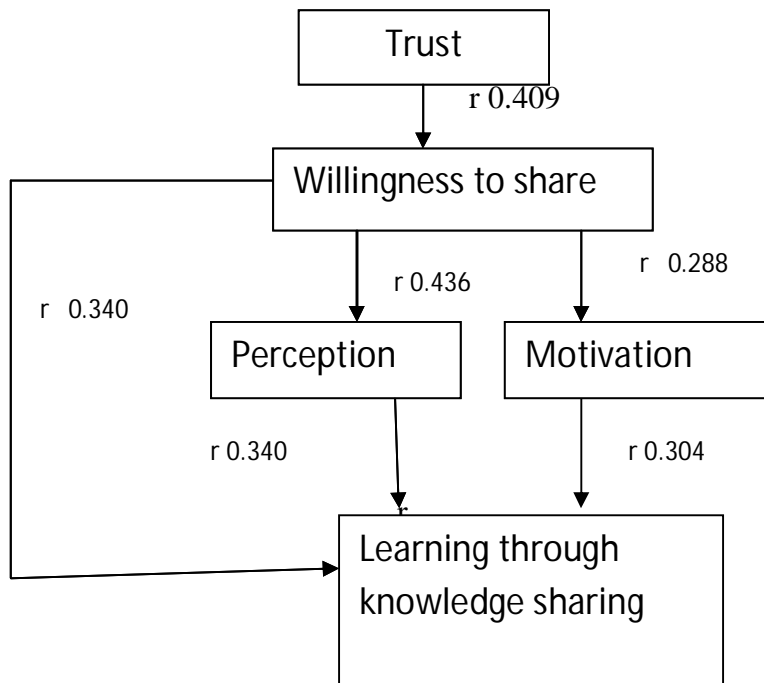 Trust
r 0.409
Willingness to share
r 0.288
r 0.436
r 0.340
Perception
Motivation
r 0.340
r 0.304
r
Learning through
knowledge sharing